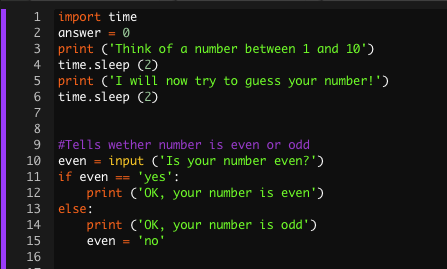 1 import time
2 answer = 0
3 print ('Think of a number between 1 and 10')
4 time.sleep (2)
5 print ('I will now try to guess your number!')
6 time.sleep (2)
7
8
9 #Tells wether number is even or odd
10 even = input ('Is your number even?')
11 if even == 'yes':
12     print ('OK, your number is even')
13 else:
14     print ('OK, your number is odd')
15     even = 'no'
16